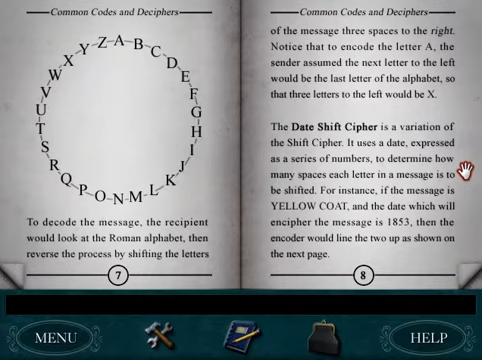 Common Codes and Deciphers
A B C D E F G H I J K L M N O P Q R S T U V W X Y Z
To decode the message, the recipient
would look at the Roman alphabet, then
reverse the process by shifting the letters
7
Common Codes and Deciphers
of the message three spaces to the right.
Notice that to encode the letter A, the
sender assumed the next letter to the left
would be the last letter of the alphabet, so
that three letters to the left would be X.
The Date Shift Cipher is a variation of
the Shift Cipher. It uses a date, expressed
as a series of numbers, to determine how
many spaces each letter in a message is to
be shifted. For instance, if the message is
YELLOW COAT, and the date which will
encipher the message is 1853, then the
encoder would line the two up as shown on
the next page.
8
MENU
HELP